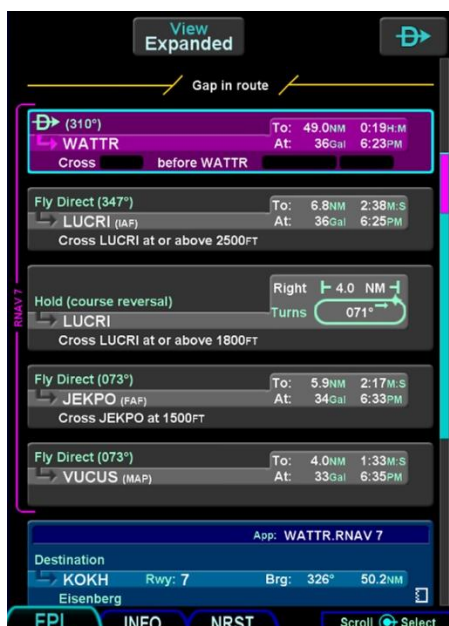 View
Expanded
Gap in route
(310°) To: 49.0NM 0:19H:M
WATTR At: 36Gal 6:23PM
Cross before WATTR
Fly Direct (347°) To: 6.8NM 2:38M:S
LUCRI (IAF) At: 36Gal 6:25PM
Cross LUCRI at or above 2500FT
Right 4.0 NM
Hold (course reversal) Turns 071°
LUCRI
Cross LUCRI at or above 1800FT
RNAV 7
Fly Direct (073°) To: 5.9NM 2:17M:S
JEKPO (FAF) At: 34Gal 6:33PM
Cross JEKPO at 1500FT
Fly Direct (073°) To: 4.0NM 1:33M:S
VUCUS (MAP) At: 33Gal 6:35PM
App: WATTR.RNAV 7
Destination
KOKH Rwy: 7 Brg: 326° 50.2NM
Eisenberg
FPL INFO NRST Scroll Select